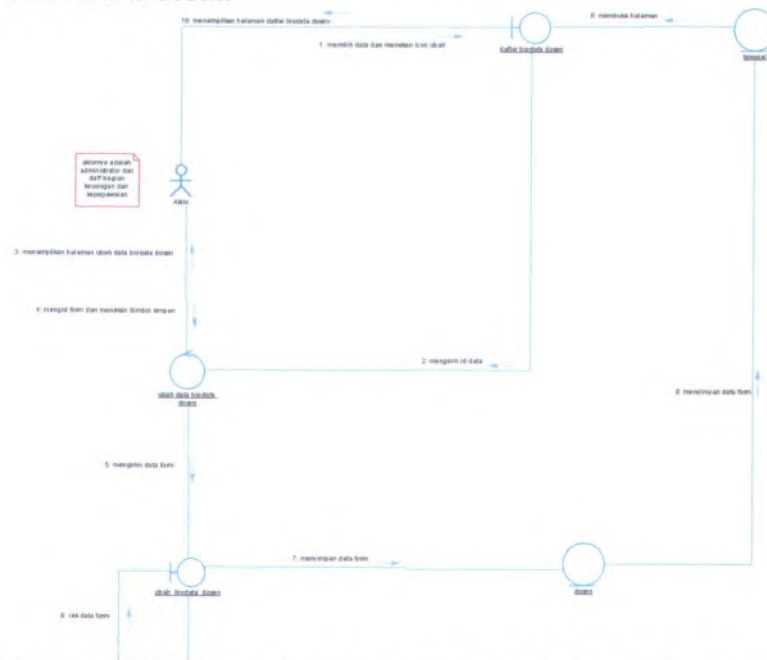 10: menampilkan halaman daftar biodata dosen
9: membuka halaman
1: memilih data dan menekan icon ubah
daftar biodata dosen
aktornya adalah
administrator dan
staff bagian
keuangan dan
kepegawaian
Aktor
3: menampilkan halaman ubah data biodata dosen
4: mengisi form dan menekan tombol simpan
2: mengirim id data
ubah data biodata
dosen
8: menyimpan data form
5: mengirim data form
7: menyimpan data form
ubah_biodata_dosen
dosen
6: cek data form